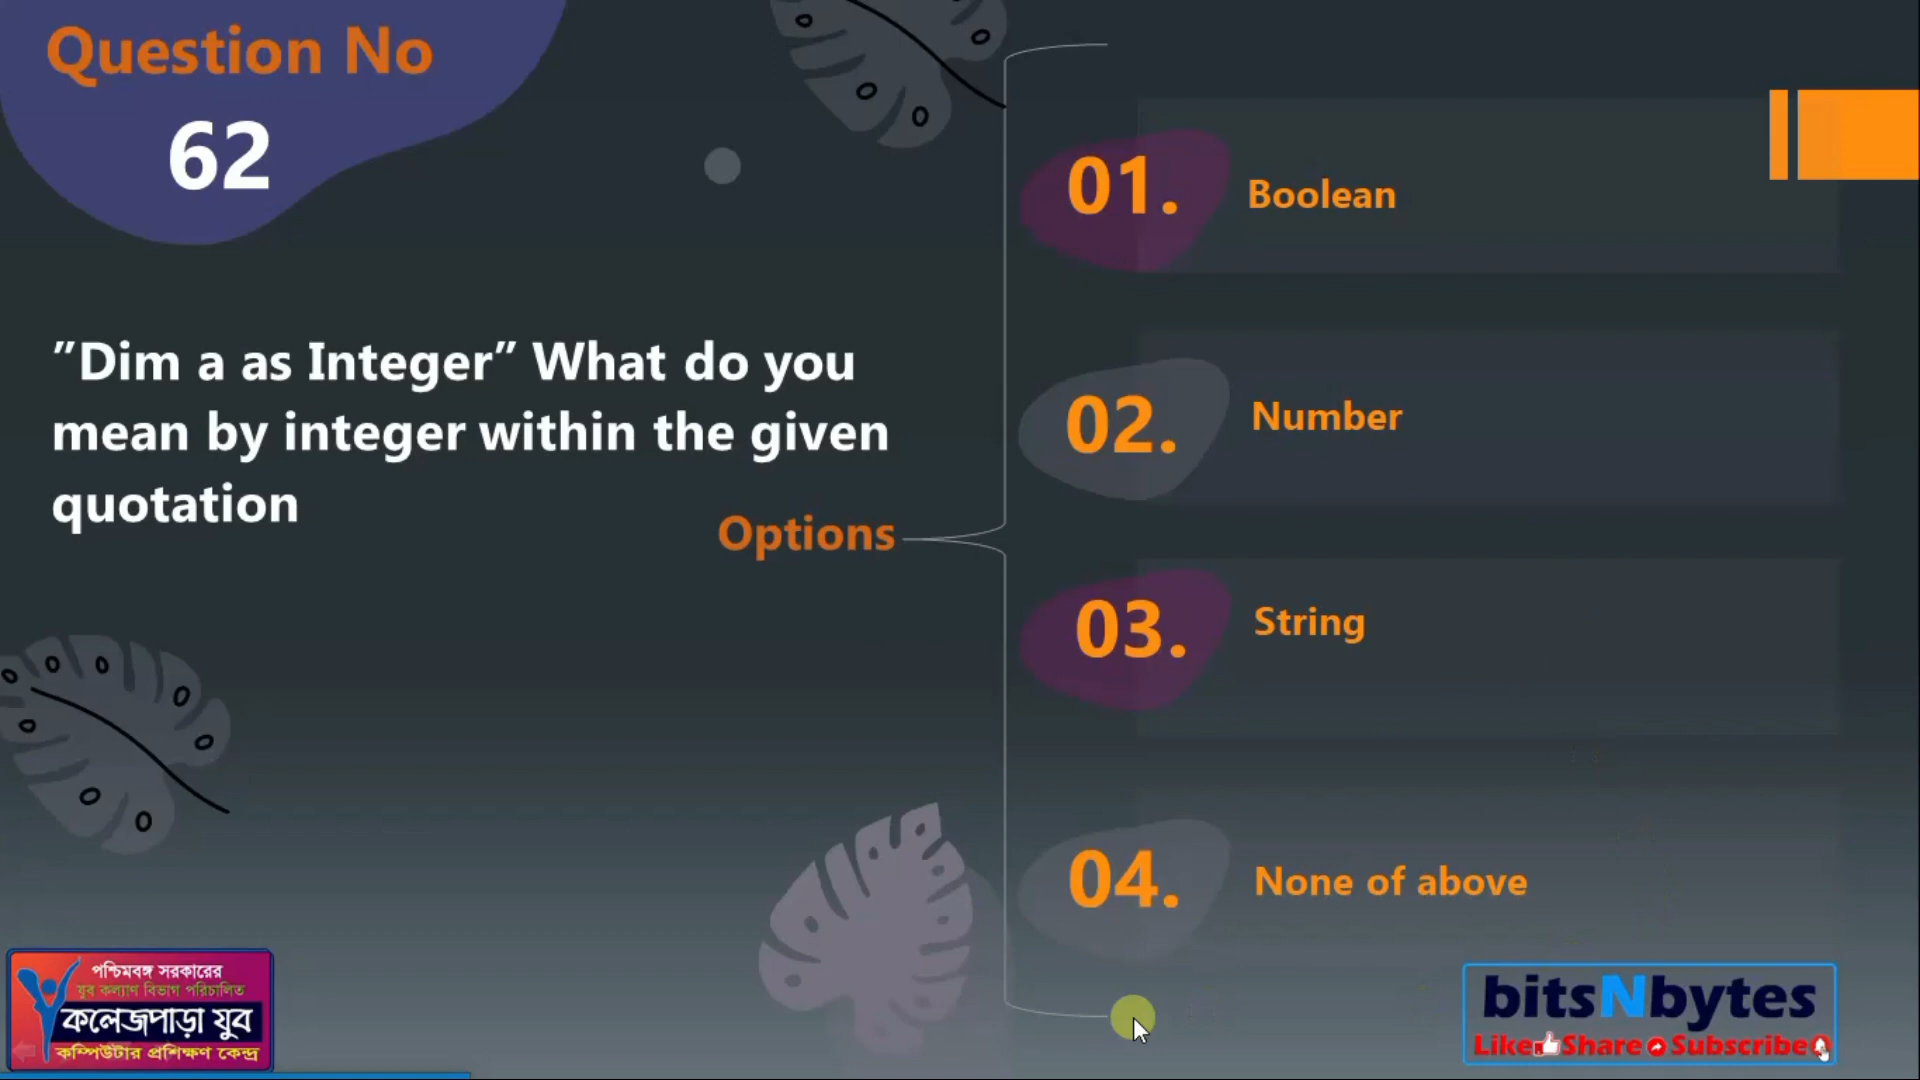 Question No
62
”Dim a as Integer” What do you
mean by integer within the given
quotation
Options
01.
Boolean
02.
Number
03.
String
04.
None of above
পশ্চিমবঙ্গ সরকারের
যুব কল্যাণ বিভাগ পরিচালিত
কলেজপাড়া যুব
কম্পিউটার প্রশিক্ষণ কেন্দ্র
bitsNbytes
Like Share Subscribe